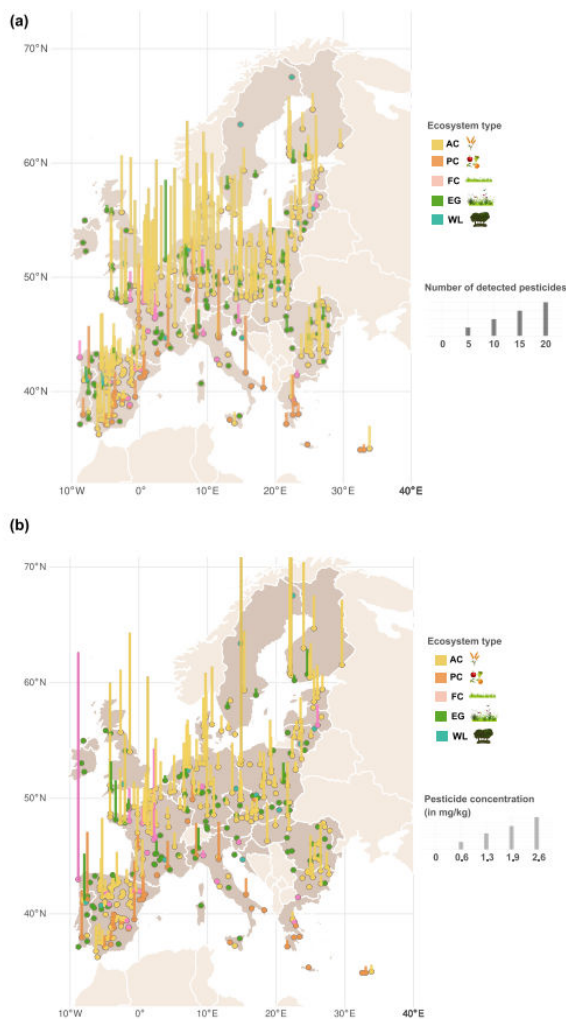 (a)
70°N
60°N
50°N
40°N
10°W 0° 10°E 20°E 30°E 40°E
Ecosystem type
AC
PC
FC
EG
WL
Number of detected pesticides
0 5 10 15 20
(b)
70°N
60°N
50°N
40°N
10°W 0° 10°E 20°E 30°E 40°E
Ecosystem type
AC
PC
FC
EG
WL
Pesticide concentration
(in mg/kg)
0 0,6 1,3 1,9 2,6